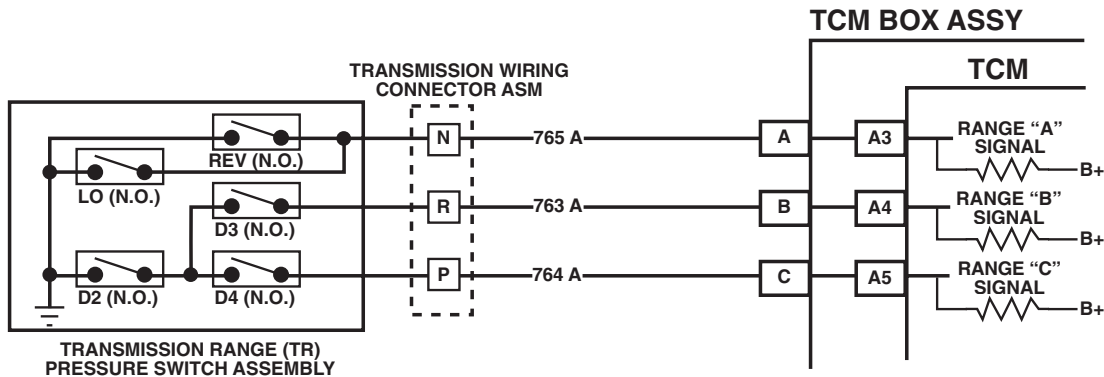 TCM BOX ASSY
TCM
TRANSMISSION WIRING
CONNECTOR ASM
REV (N.O.)
N
765 A
A
A3
RANGE “A”
SIGNAL
B+
LO (N.O.)
D3 (N.O.)
R
763 A
B
A4
RANGE “B”
SIGNAL
B+
D2 (N.O.)
D4 (N.O.)
P
764 A
C
A5
RANGE “C”
SIGNAL
B+
TRANSMISSION RANGE (TR)
PRESSURE SWITCH ASSEMBLY